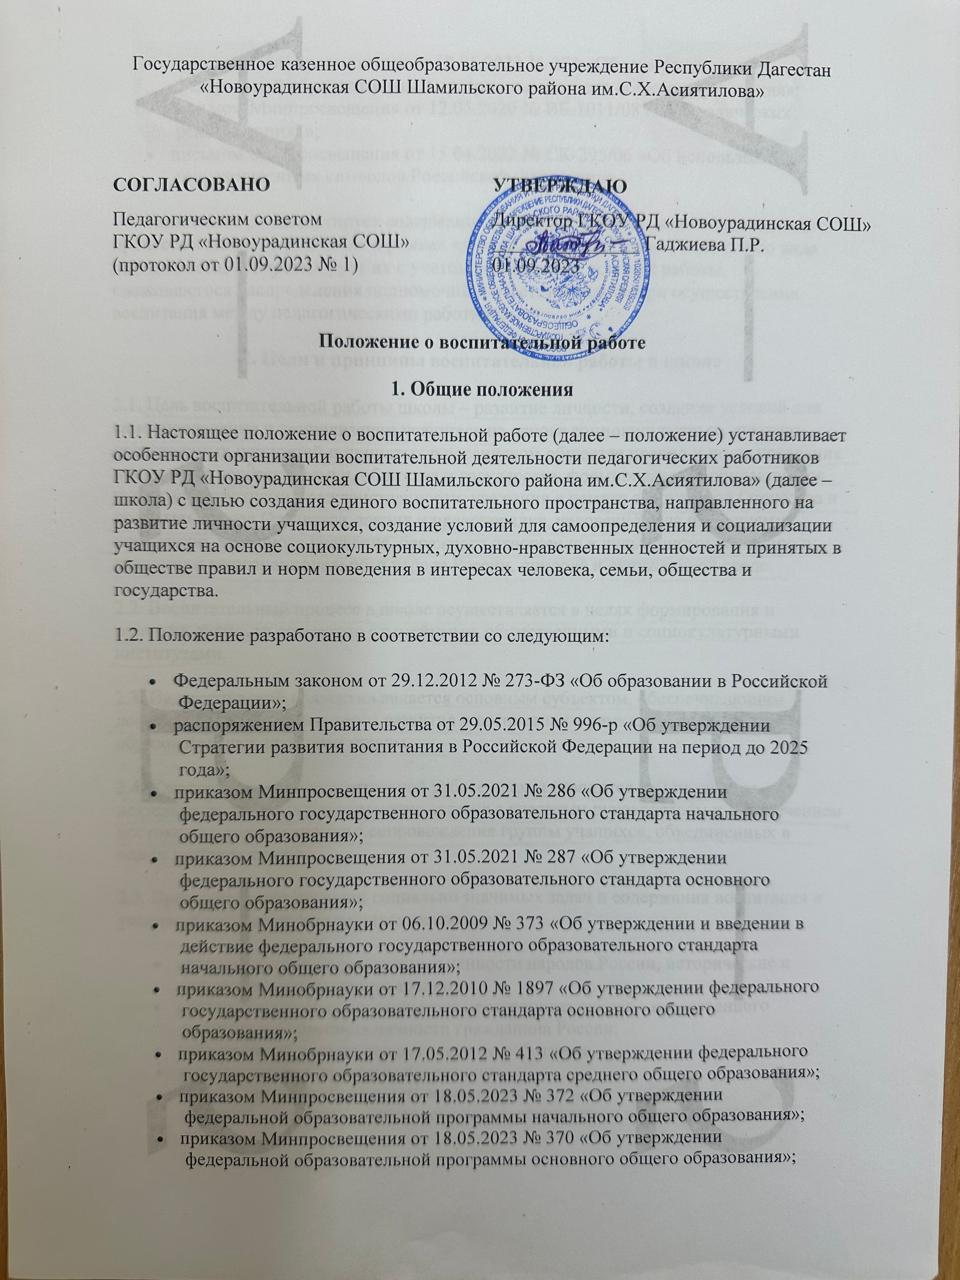 Государственное казенное общеобразовательное учреждение Республики Дагестан
«Новоурадинская СОШ Шамильского района им.С.Х.Асиятилова»
СОГЛАСОВАНО
Педагогическим советом
ГКОУ РД «Новоурадинская СОШ»
(протокол от 01.09.2023 № 1)
УТВЕРЖДАЮ
Директор ГКОУ РД «Новоурадинская СОШ»
Гаджиева П.Р.
01.09.2023
Положение о воспитательной работе
1. Общие положения
1.1. Настоящее положение о воспитательной работе (далее – положение) устанавливает
особенности организации воспитательной деятельности педагогических работников
ГКОУ РД «Новоурадинская СОШ Шамильского района им.С.Х.Асиятилова» (далее –
школа) с целью создания единого воспитательного пространства, направленного на
развитие личности учащихся, создание условий для самоопределения и социализации
учащихся на основе социокультурных, духовно-нравственных ценностей и принятых в
обществе правил и норм поведения в интересах человека, семьи, общества и
государства.
1.2. Положение разработано в соответствии со следующим:
• Федеральным законом от 29.12.2012 № 273-ФЗ «Об образовании в Российской
Федерации»;
• распоряжением Правительства от 29.05.2015 № 996-р «Об утверждении
Стратегии развития воспитания в Российской Федерации на период до 2025
года»;
• приказом Минпросвещения от 31.05.2021 № 286 «Об утверждении
федерального государственного образовательного стандарта начального
общего образования»;
• приказом Минпросвещения от 31.05.2021 № 287 «Об утверждении
федерального государственного образовательного стандарта основного
общего образования»;
• приказом Минобрнауки от 06.10.2009 № 373 «Об утверждении и введении в
действие федерального государственного образовательного стандарта
начального общего образования»;
• приказом Минобрнауки от 17.12.2010 № 1897 «Об утверждении федерального
государственного образовательного стандарта основного общего
образования»;
• приказом Минобрнауки от 17.05.2012 № 413 «Об утверждении федерального
государственного образовательного стандарта среднего общего образования»;
• приказом Минпросвещения от 18.05.2023 № 372 «Об утверждении
федеральной образовательной программы начального общего образования»;
• приказом Минпросвещения от 18.05.2023 № 370 «Об утверждении
федеральной образовательной программы основного общего образования»;